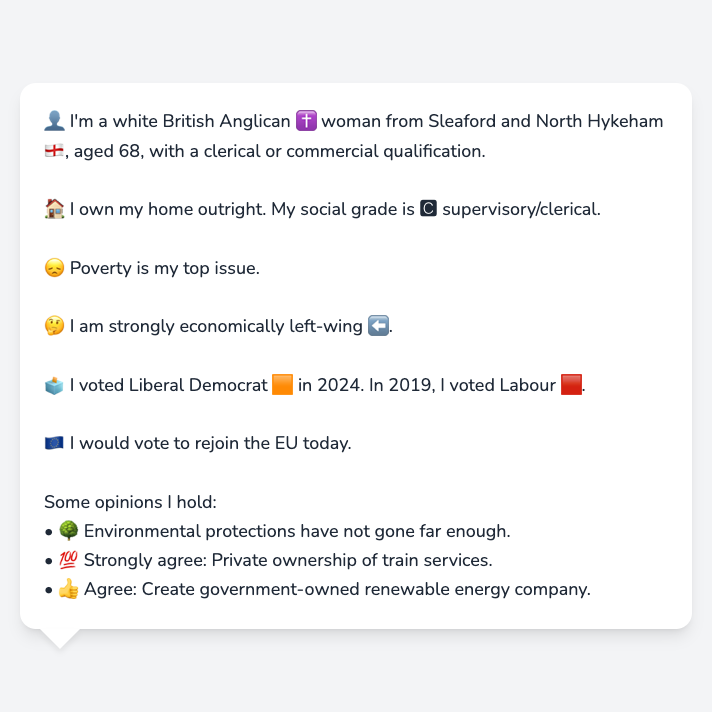 👤 I'm a white British Anglican ✝️ woman from Sleaford and North Hykeham
🏴󠁧󠁢󠁥󠁮󠁧󠁿, aged 68, with a clerical or commercial qualification.
🏠 I own my home outright. My social grade is 🅲 supervisory/clerical.
😞 Poverty is my top issue.
🤔 I am strongly economically left-wing ⬅️.
🗳️ I voted Liberal Democrat 🟧 in 2024. In 2019, I voted Labour 🟥.
🇪🇺 I would vote to rejoin the EU today.
Some opinions I hold:
• 🌳 Environmental protections have not gone far enough.
• 💯 Strongly agree: Private ownership of train services.
• 👍 Agree: Create government-owned renewable energy company.